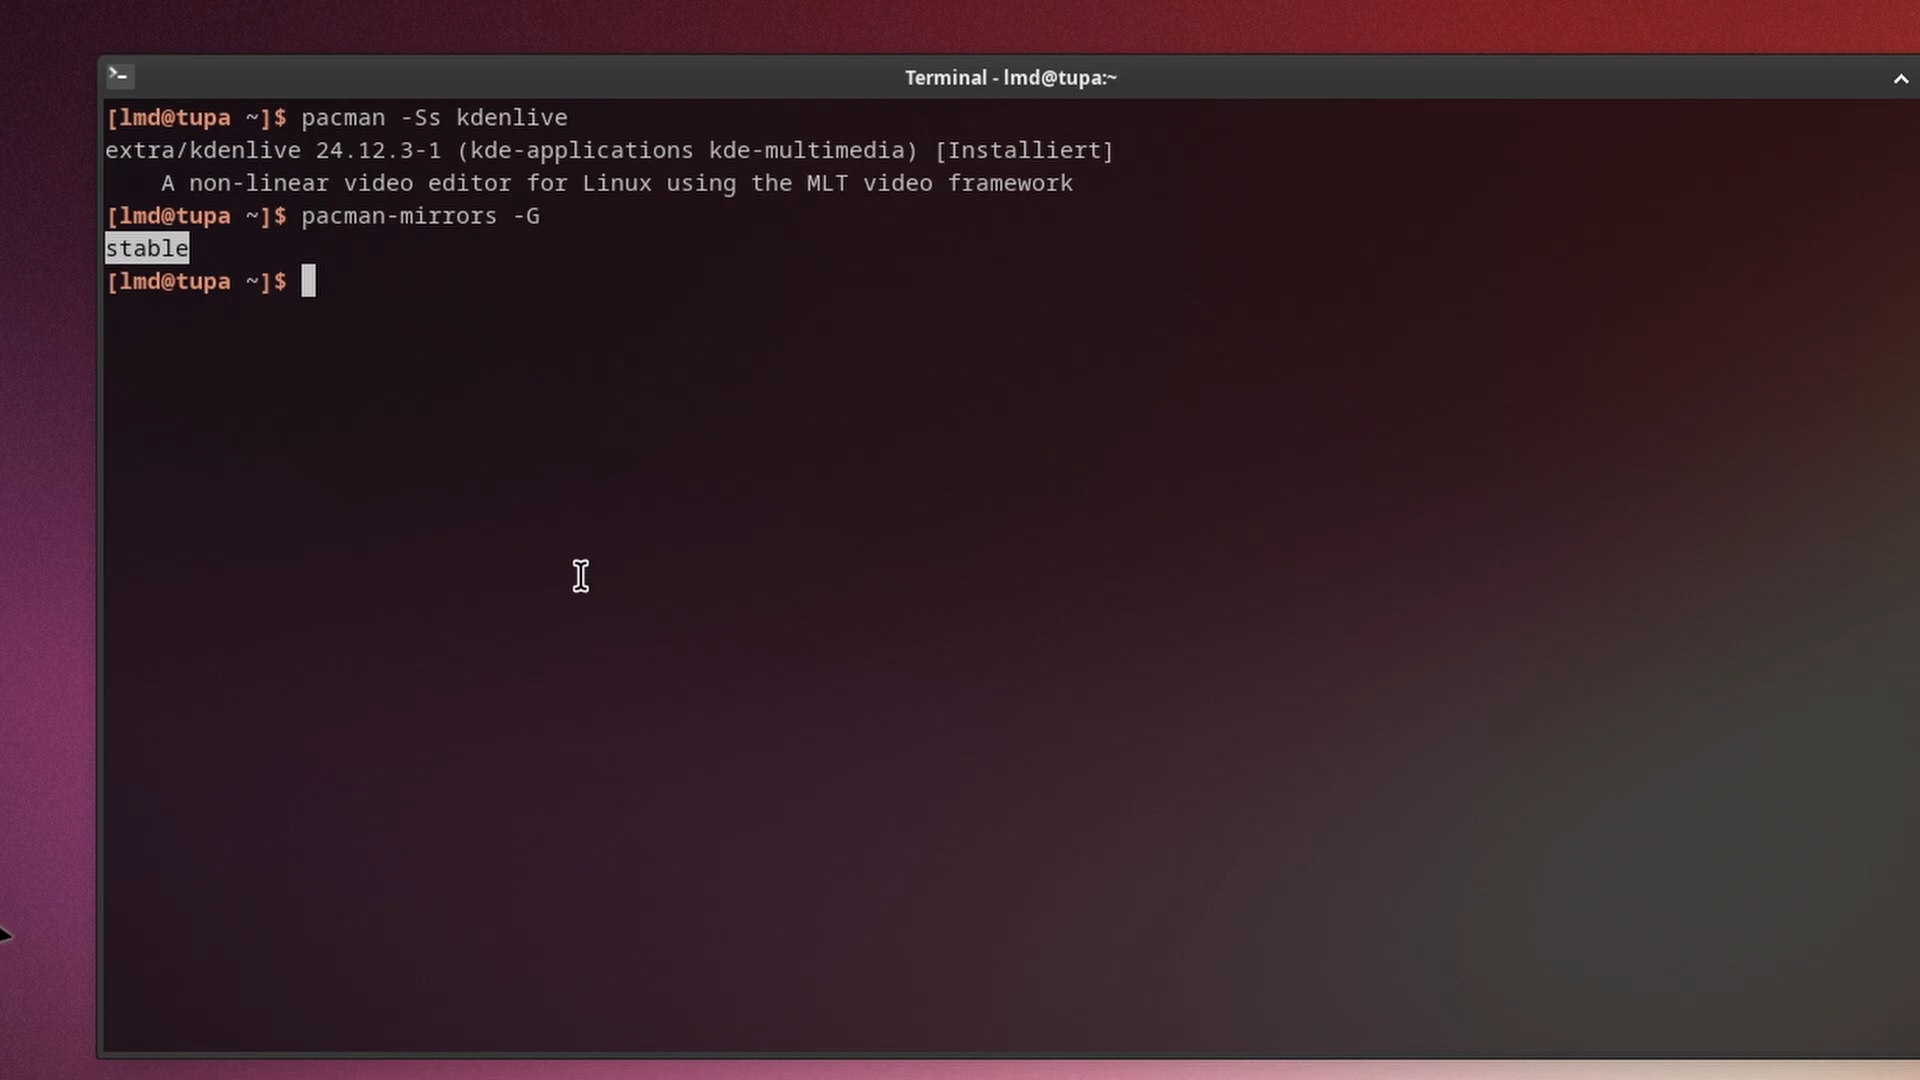 Terminal - lmd@tupa:~
[lmd@tupa ~]$ pacman -Ss kdenlive
extra/kdenlive 24.12.3-1 (kde-applications kde-multimedia) [Installiert]
    A non-linear video editor for Linux using the MLT video framework
[lmd@tupa ~]$ pacman-mirrors -G
stable
[lmd@tupa ~]$